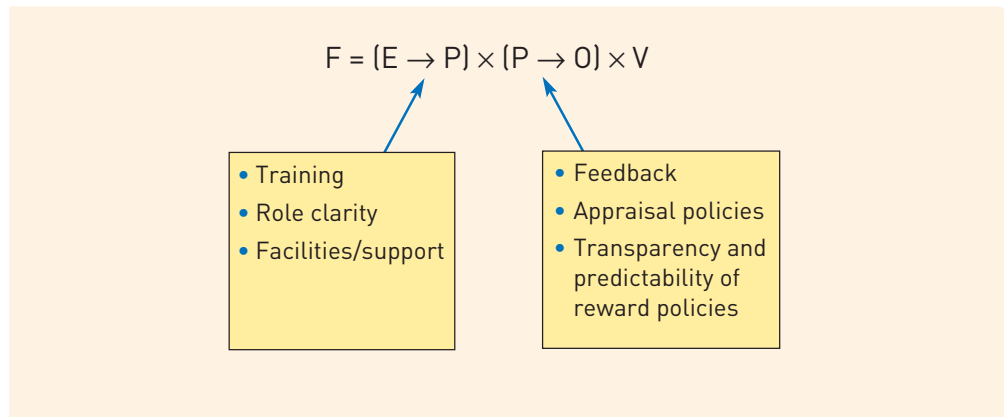 F = (E → P) × (P → O) × V
• Training
• Role clarity
• Facilities/support
• Feedback
• Appraisal policies
• Transparency and
predictability of
reward policies